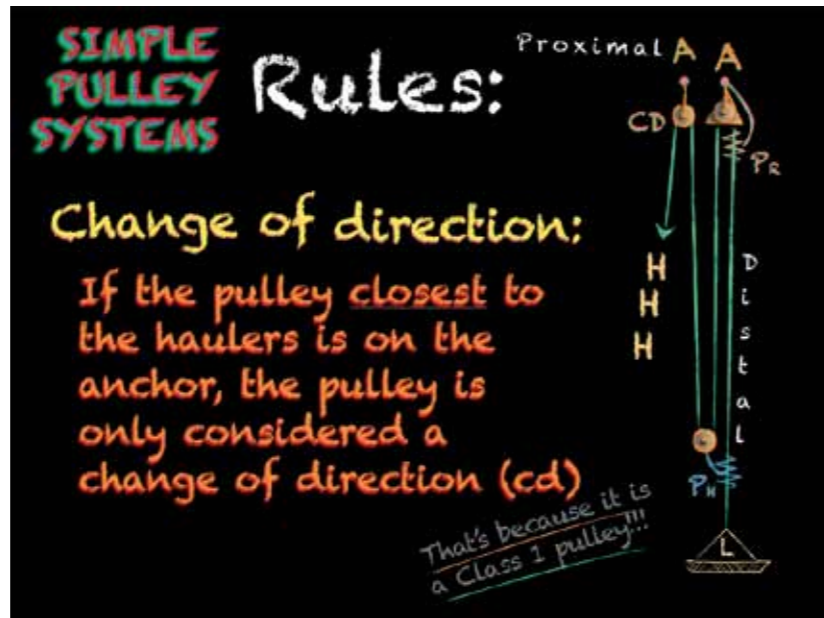 SIMPLE
PULLEY
SYSTEMS
Rules:
Change of direction:
If the pulley closest to
the haulers is on the
anchor, the pulley is
only considered a
change of direction (cd)
That's because it is
a Class 1 pulley!!!
Proximal A A
CD
PR
H
H
H
Distal
PH
L